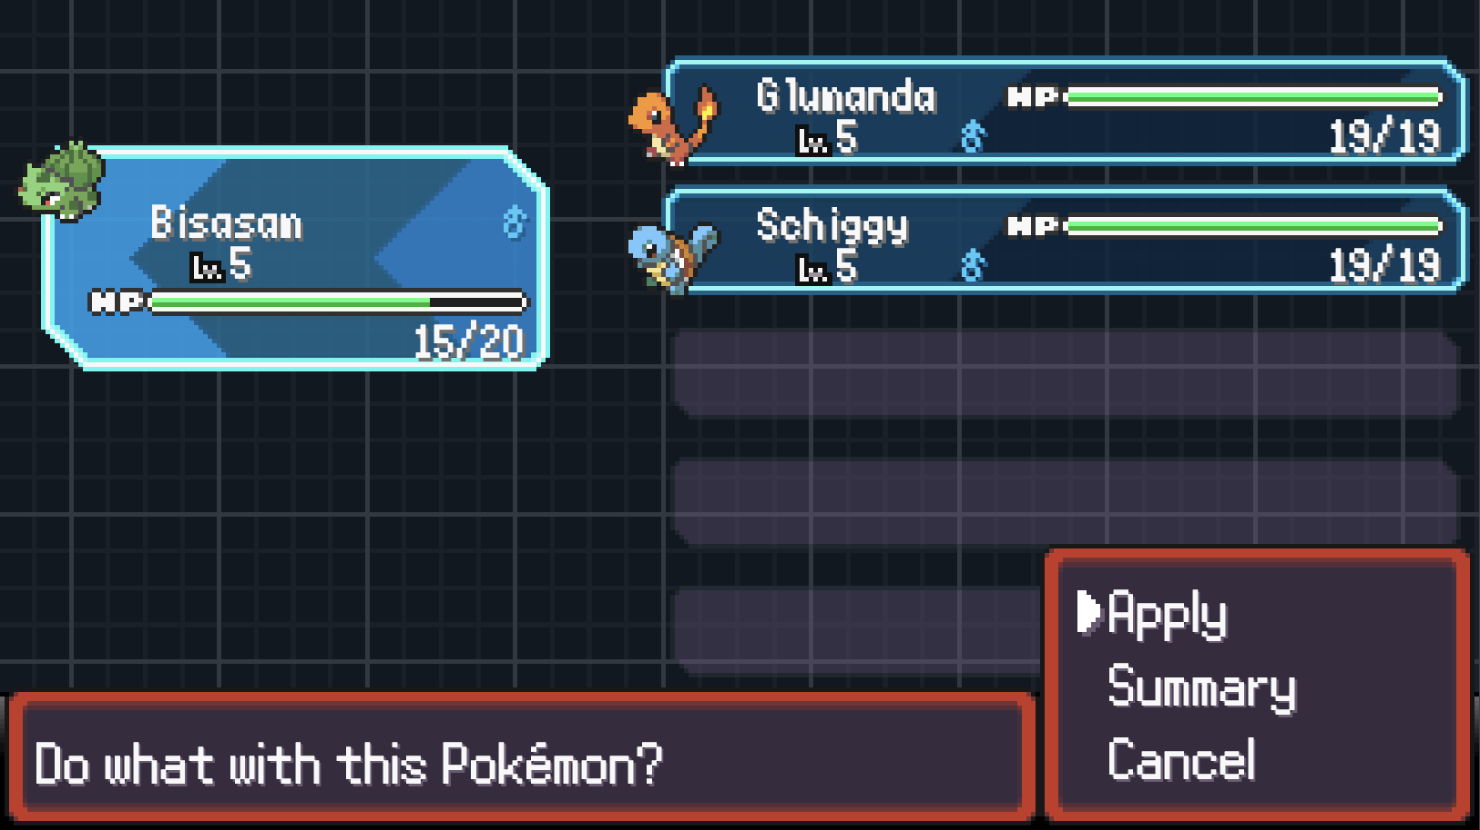 Bisasam
Lv. 5
HP
15/20
Glumanda
HP
Lv. 5
19/19
Schiggy
HP
Lv. 5
19/19
Do what with this Pokémon?
Apply
Summary
Cancel